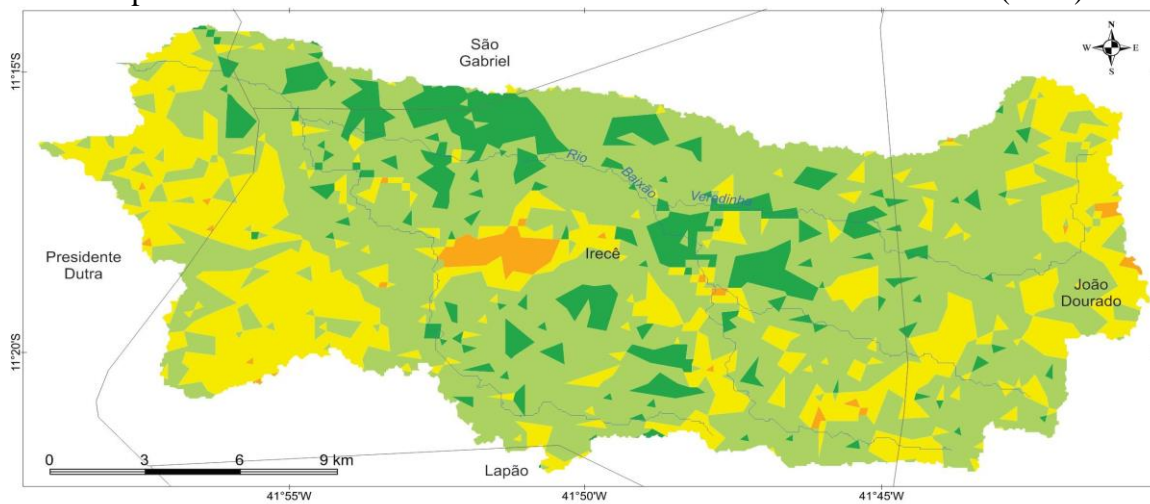 São
Gabriel
N
W E
S
11°15'S
Rio
Baixão
Veredinha
Presidente
Dutra
Irecê
João
Dourado
11°20'S
0 3 6 9 km
Lapão
41°55'W 41°50'W 41°45'W